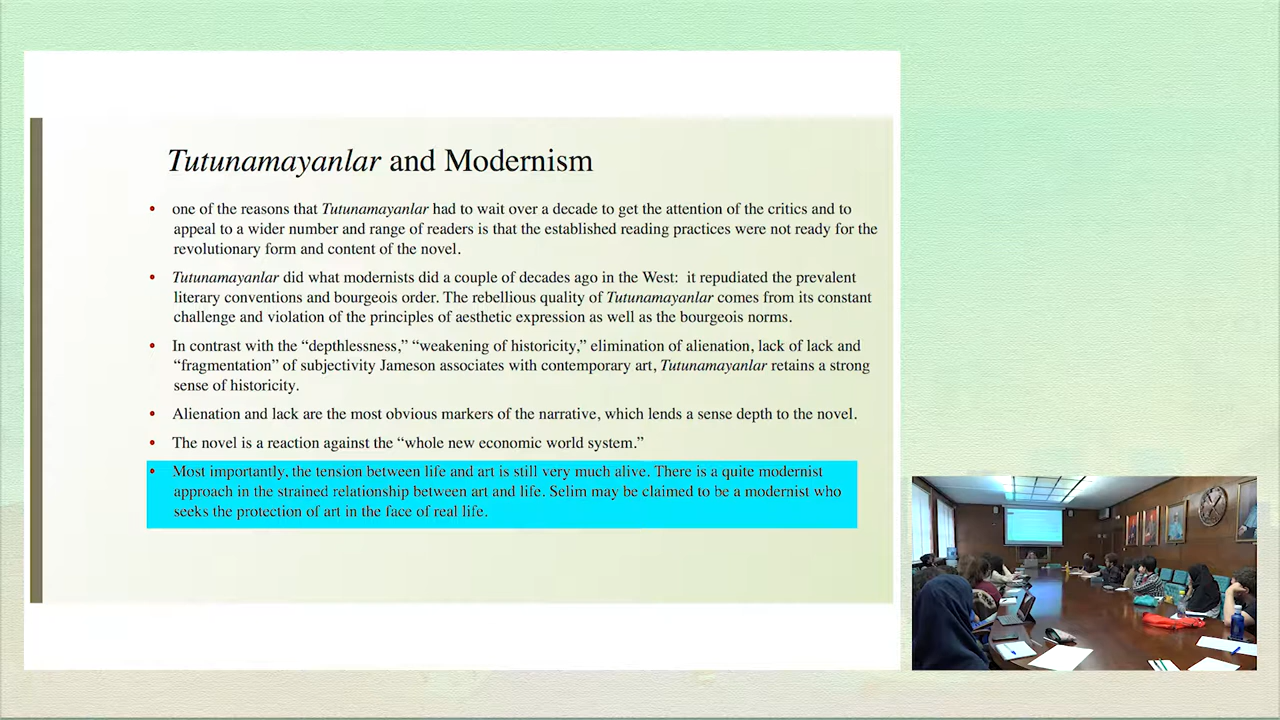 Tutunamayanlar and Modernism
• one of the reasons that Tutunamayanlar had to wait over a decade to get the attention of the critics and to
appeal to a wider number and range of readers is that the established reading practices were not ready for the
revolutionary form and content of the novel.
• Tutunamayanlar did what modernists did a couple of decades ago in the West: it repudiated the prevalent
literary conventions and bourgeois order. The rebellious quality of Tutunamayanlar comes from its constant
challenge and violation of the principles of aesthetic expression as well as the bourgeois norms.
• In contrast with the “depthlessness,” “weakening of historicity,” elimination of alienation, lack of lack and
“fragmentation” of subjectivity Jameson associates with contemporary art, Tutunamayanlar retains a strong
sense of historicity.
• Alienation and lack are the most obvious markers of the narrative, which lends a sense depth to the novel.
• The novel is a reaction against the “whole new economic world system.”
• Most importantly, the tension between life and art is still very much alive. There is a quite modernist
approach in the strained relationship between art and life. Selim may be claimed to be a modernist who
seeks the protection of art in the face of real life.